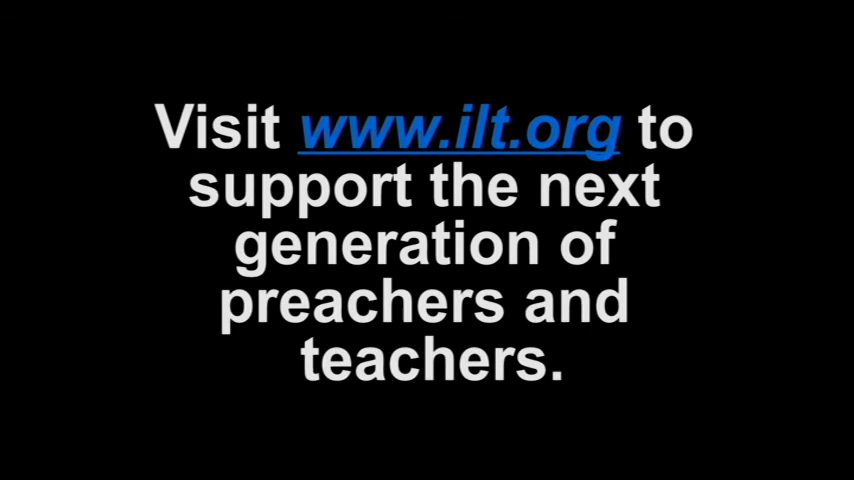 Visit www.ilt.org to
support the next
generation of
preachers and
teachers.